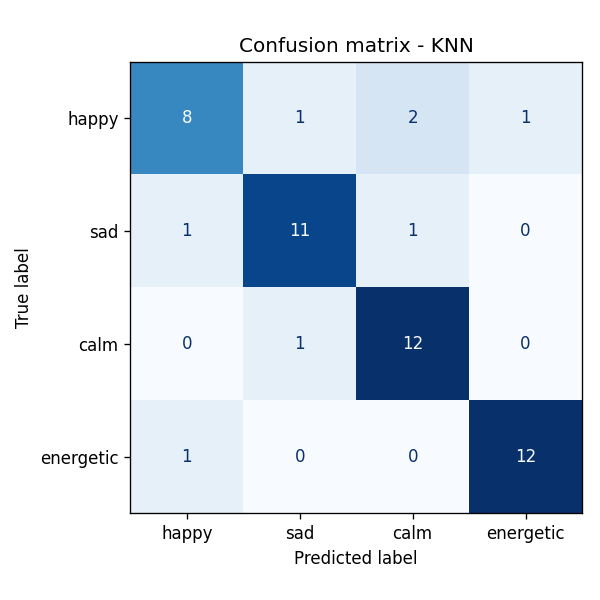 Confusion matrix - KNN
True label
happy 8 1 2 1
sad 1 11 1 0
calm 0 1 12 0
energetic 1 0 0 12
happy sad calm energetic
Predicted label